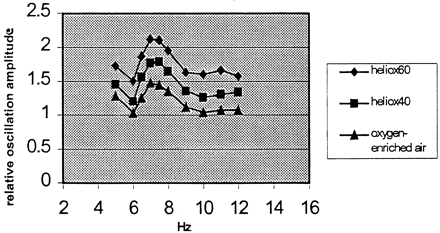 2.5
2
1.5
1
0.5
0
relative oscillation amplitude
2 4 6 8 10 12 14 16
Hz
heliox60
heliox40
oxygen-
enriched air